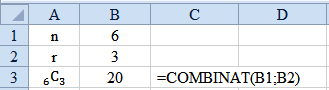 A B C D
1 n 6
2 r 3
3 ₆C₃ 20 =COMBINAT(B1;B2)